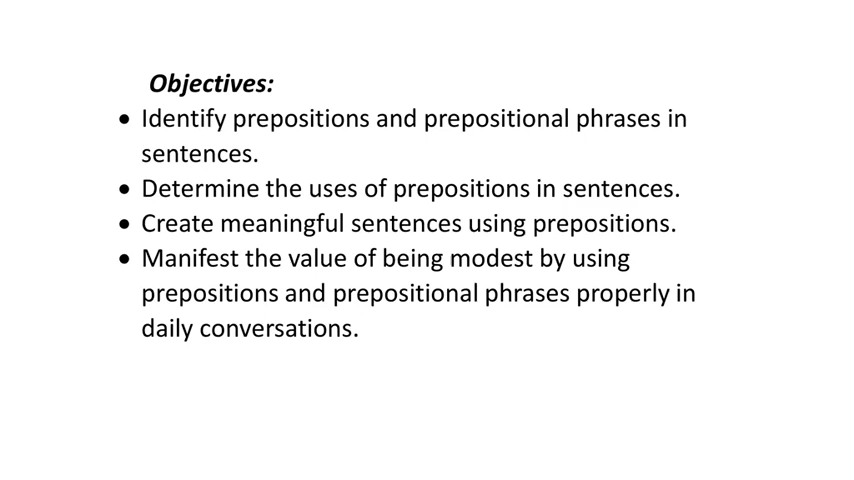 Objectives:
• Identify prepositions and prepositional phrases in
sentences.
• Determine the uses of prepositions in sentences.
• Create meaningful sentences using prepositions.
• Manifest the value of being modest by using
prepositions and prepositional phrases properly in
daily conversations.